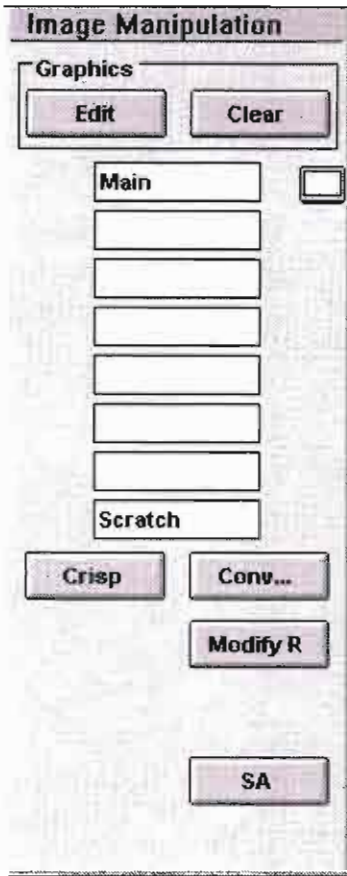 Image Manipulation
Graphics
Edit Clear
Main
Scratch
Crisp Conv...
Modify R
SA